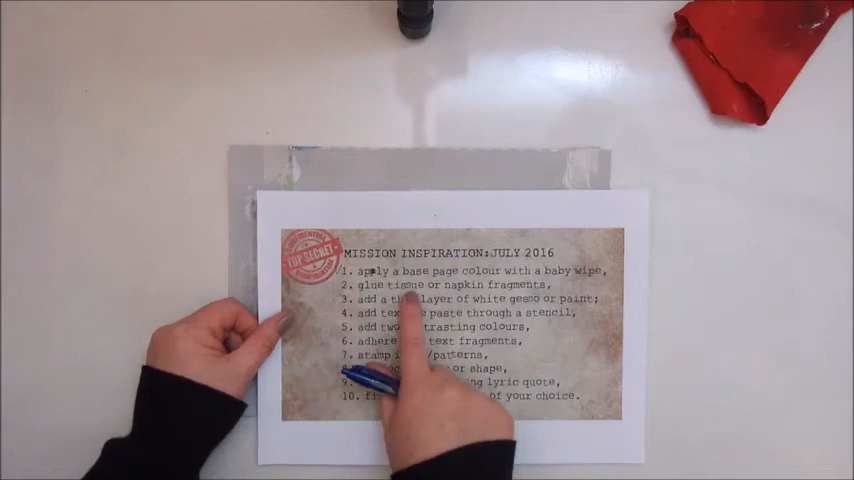 CONFIDENTIAL
TOP SECRET
CONFIDENTIAL
MISSION INSPIRATION:JULY 2016
1. apply a base page colour with a baby wipe,
2. glue tissue or napkin fragments,
3. add a layer of white gesso or paint;
4. add paste through a stencil,
5. add two colours,
6. adhere text fragments,
7. stamp /patterns,
or shape,
9. lyric quote,
10. of your choice.